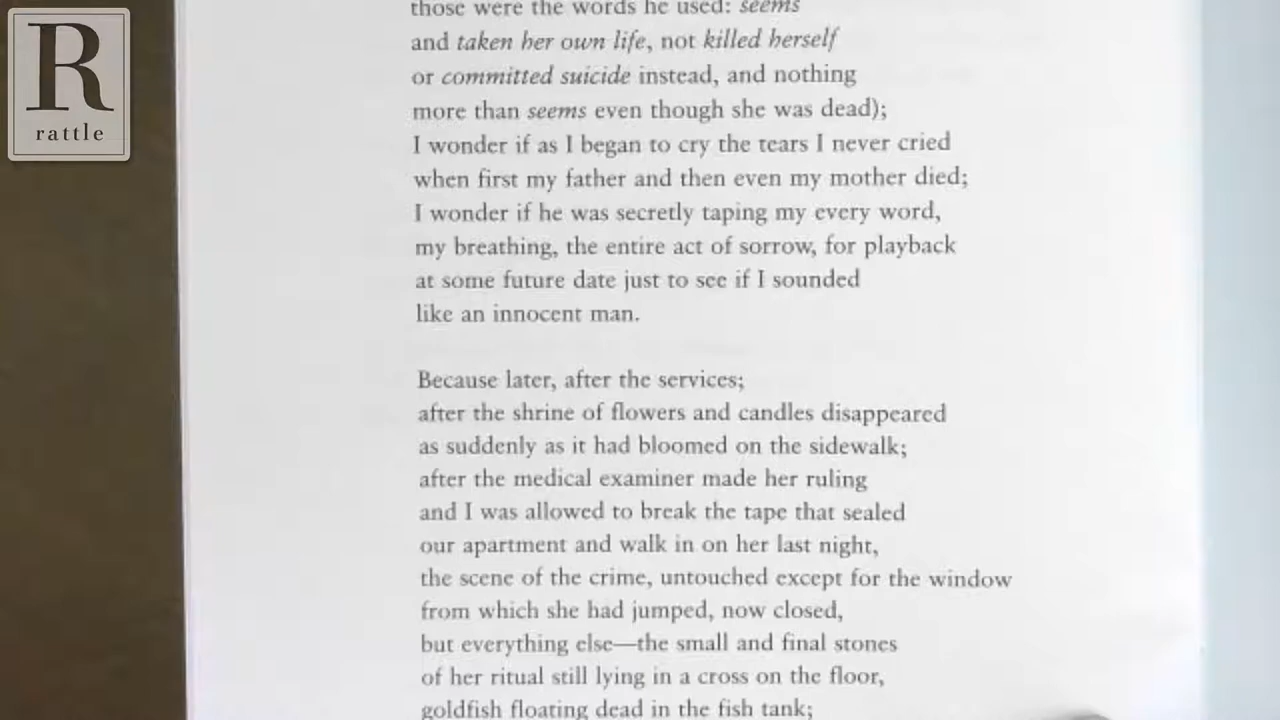 R
rattle
those were the words he used: seems
and taken her own life, not killed herself
or committed suicide instead, and nothing
more than seems even though she was dead);
I wonder if as I began to cry the tears I never cried
when first my father and then even my mother died;
I wonder if he was secretly taping my every word,
my breathing, the entire act of sorrow, for playback
at some future date just to see if I sounded
like an innocent man.
Because later, after the services;
after the shrine of flowers and candles disappeared
as suddenly as it had bloomed on the sidewalk;
after the medical examiner made her ruling
and I was allowed to break the tape that sealed
our apartment and walk in on her last night,
the scene of the crime, untouched except for the window
from which she had jumped, now closed,
but everything else—the small and final stones
of her ritual still lying in a cross on the floor,
goldfish floating dead in the fish tank;